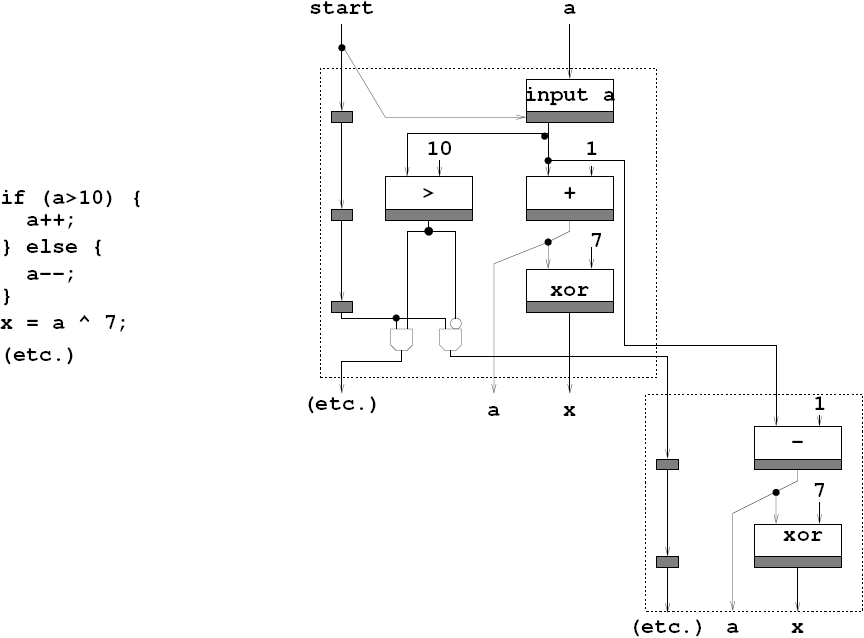 start a
input a
10 1
> +
if (a>10) {
a++;
} else {
a--;
}
x = a ^ 7;
(etc.)
7
xor
(etc.) a x
1
-
7
xor
(etc.) a x